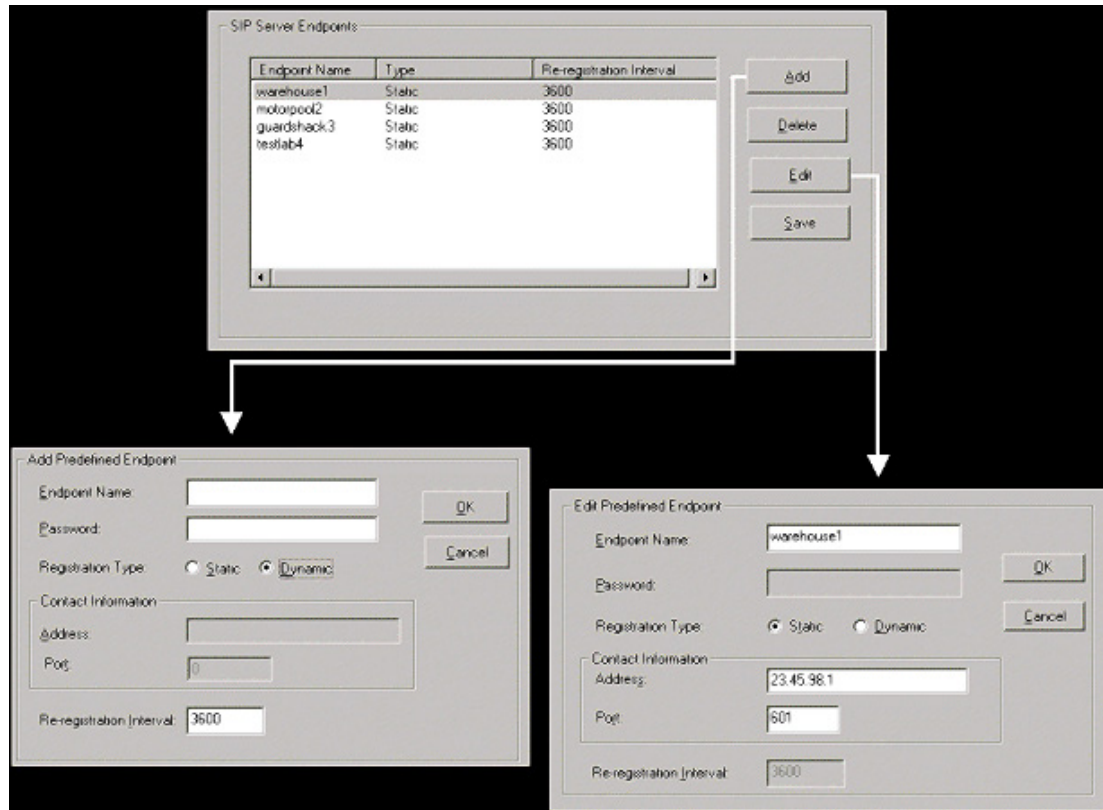 SIP Server Endpoints
Endpoint Name Type Re-registration Interval
warehouse1 Static 3600
motorpool2 Static 3600
guardshack3 Static 3600
testlab4 Static 3600
Add
Delete
Edit
Save
Add Predefined Endpoint
Endpoint Name:
Password:
Registration Type: Static Dynamic
Contact Information
Address:
Port: 0
Re-registration Interval: 3600
OK
Cancel
Edit Predefined Endpoint
Endpoint Name: warehouse1
Password:
Registration Type: Static Dynamic
Contact Information
Address: 23.45.98.1
Port: 601
Re-registration Interval: 3600
OK
Cancel